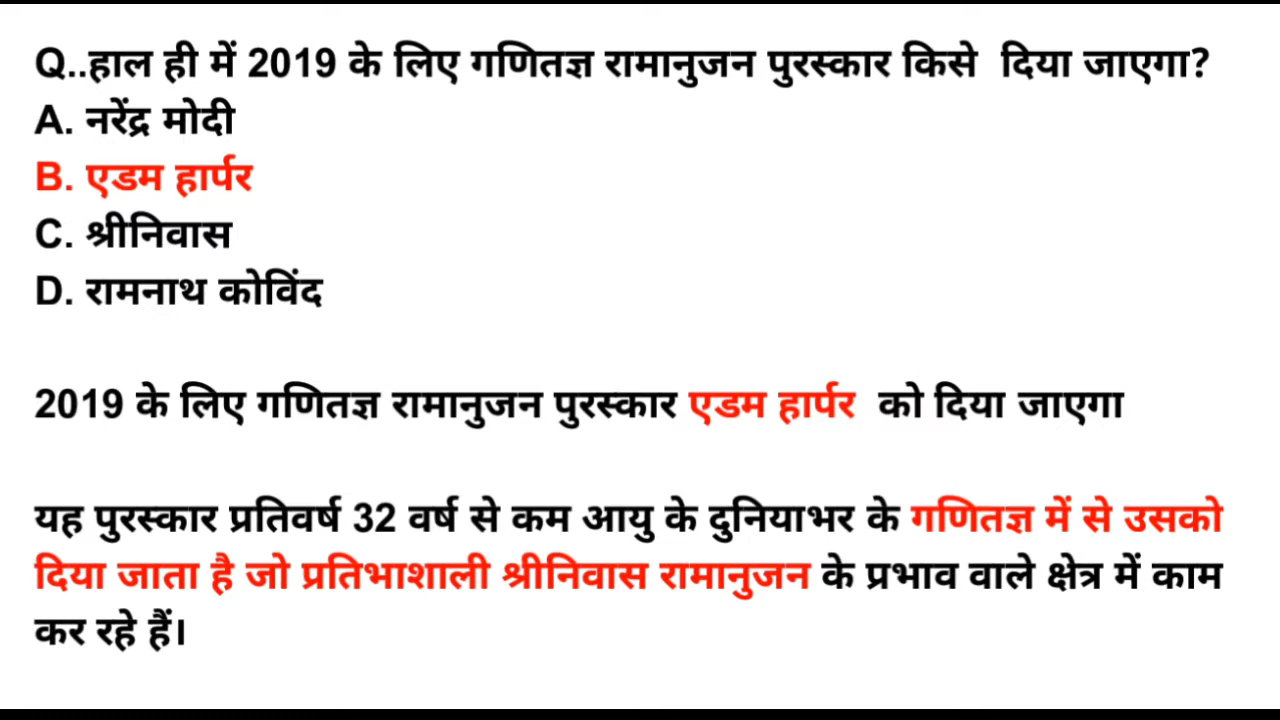 Q..हाल ही में 2019 के लिए गणितज्ञ रामानुजन पुरस्कार किसे दिया जाएगा?
A. नरेंद्र मोदी
B. एडम हार्पर
C. श्रीनिवास
D. रामनाथ कोविंद
2019 के लिए गणितज्ञ रामानुजन पुरस्कार एडम हार्पर को दिया जाएगा
यह पुरस्कार प्रतिवर्ष 32 वर्ष से कम आयु के दुनियाभर के गणितज्ञ में से उसको
दिया जाता है जो प्रतिभाशाली श्रीनिवास रामानुजन के प्रभाव वाले क्षेत्र में काम
कर रहे हैं।